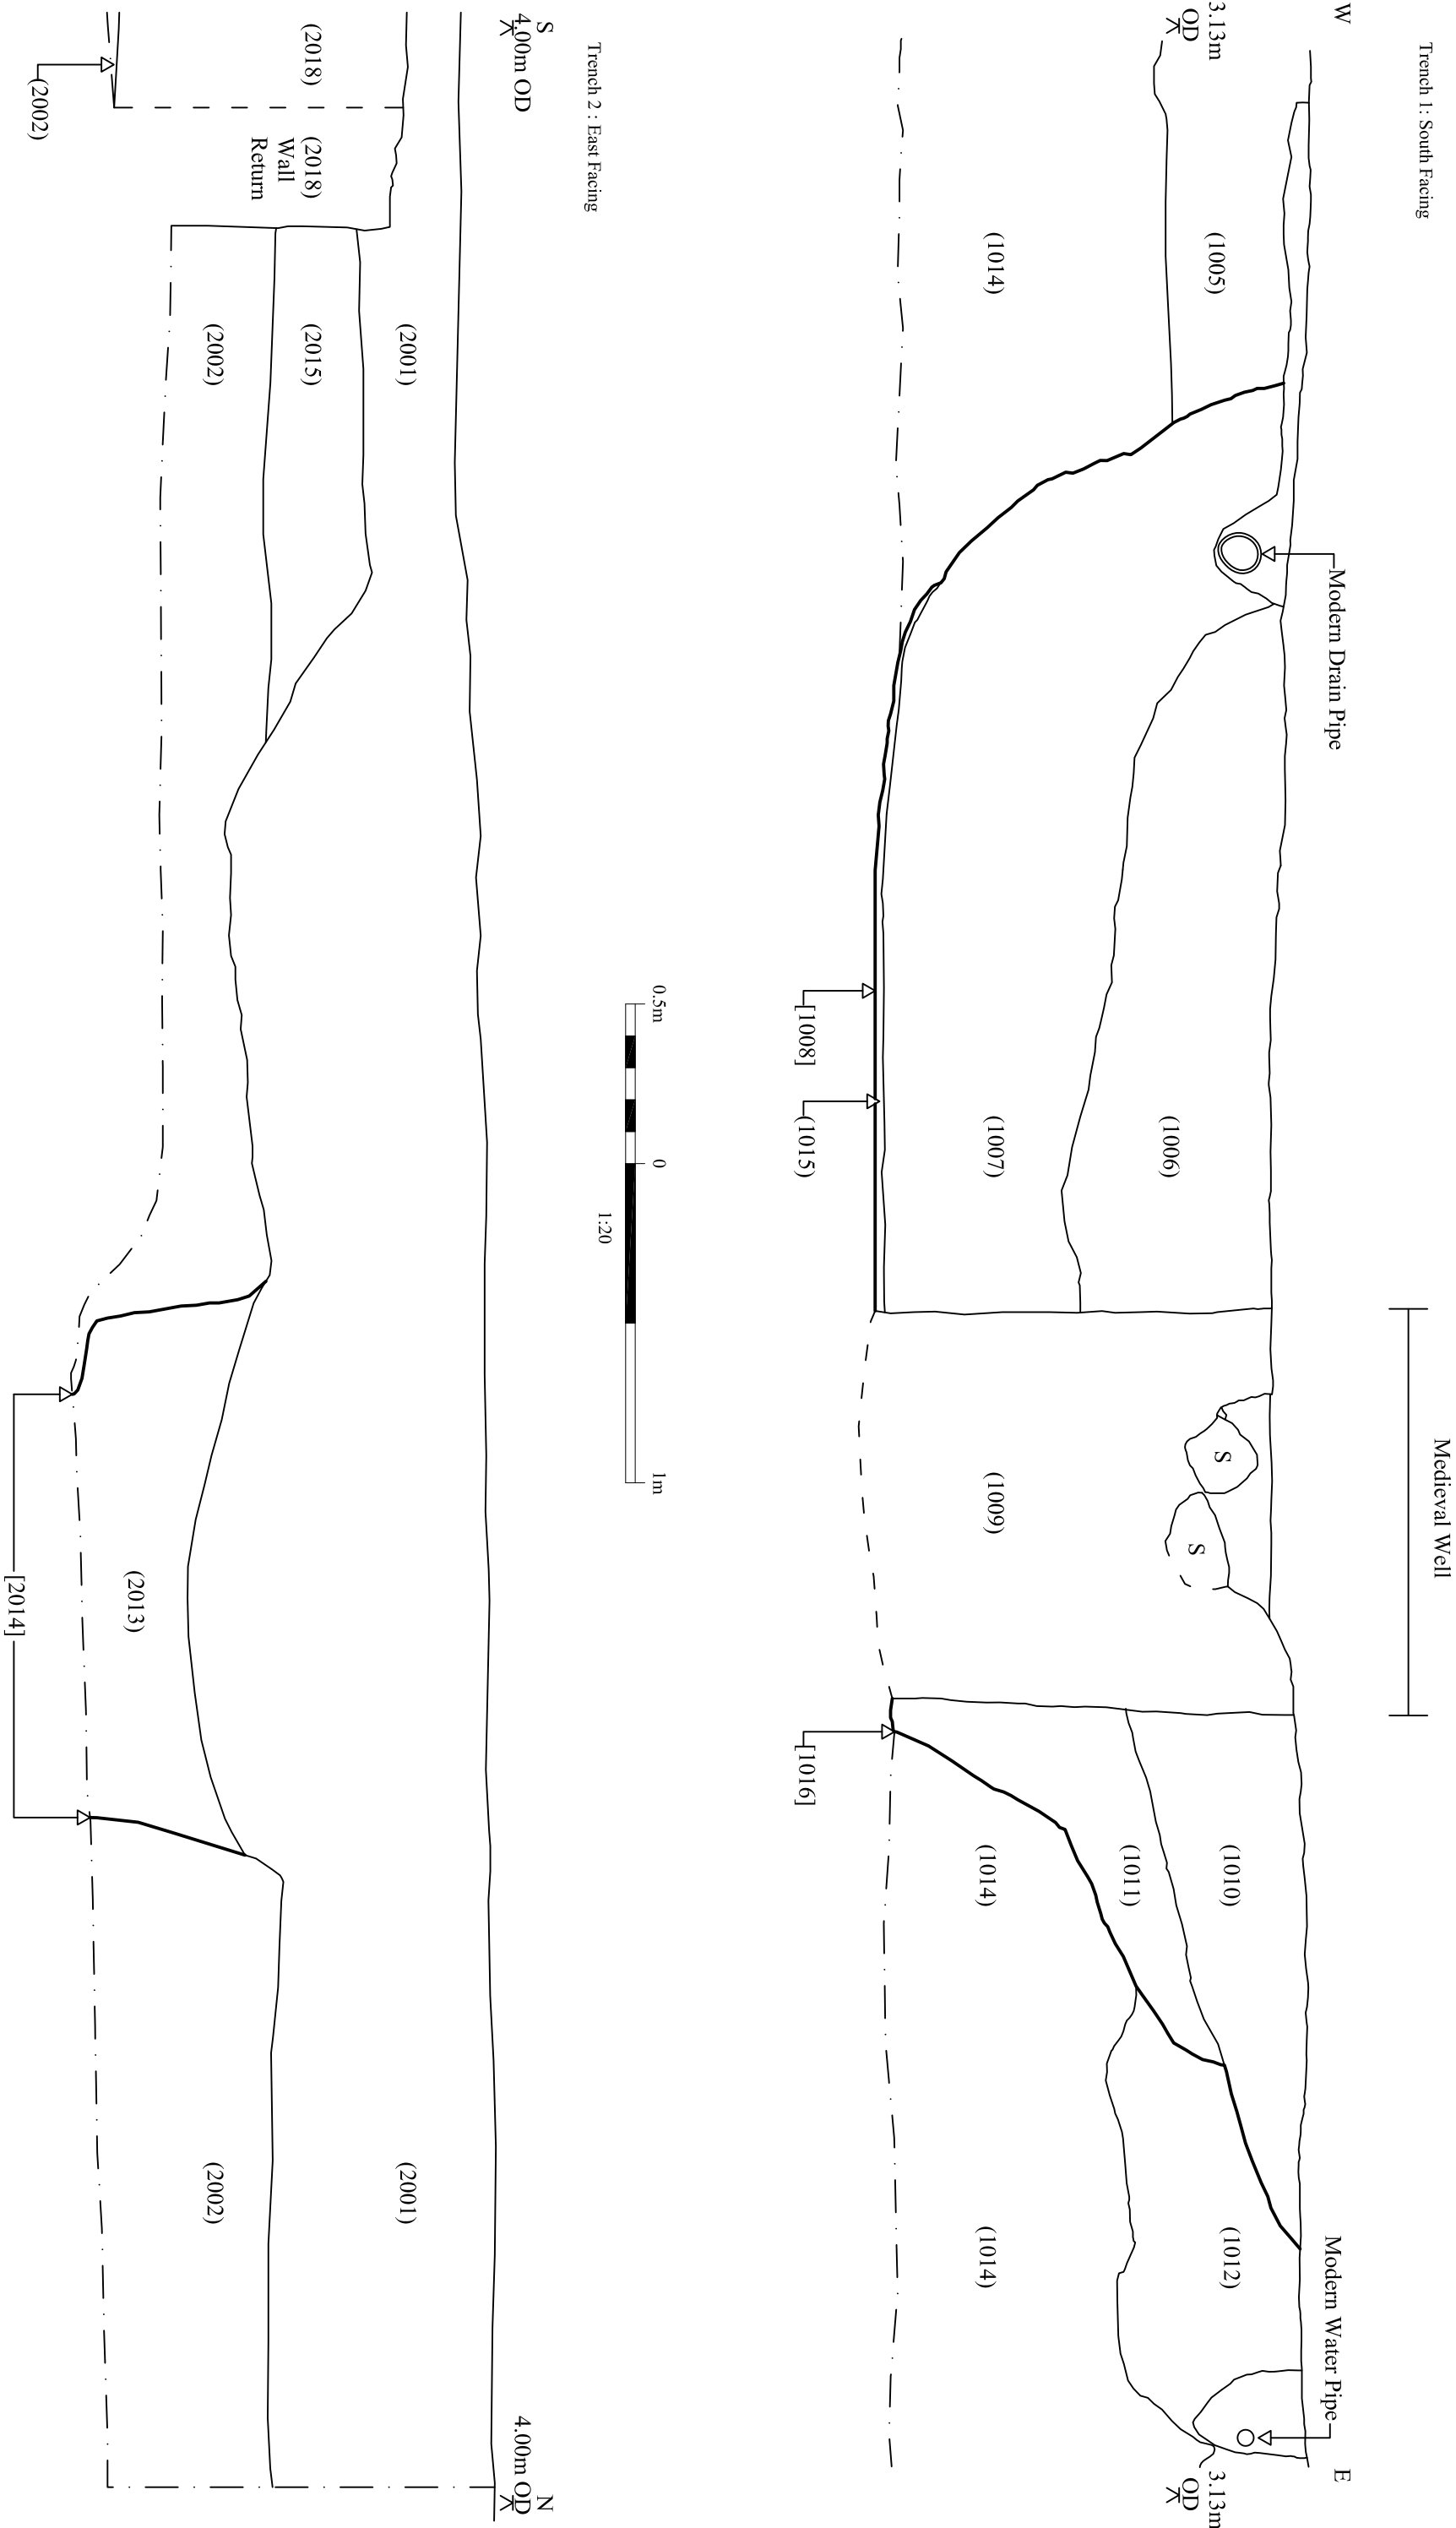 Trench 1: South Facing
Medieval Well
W
Modern Drain Pipe
Modern Water Pipe
E
3.13m
OD
3.13m
OD
(1005)
(1006)
S
S
(1010)
(1012)
(1011)
(1014)
(1007)
(1009)
(1014)
(1014)
[1008]
(1015)
[1016]
0.5m
0
1m
1:20
Trench 2 : East Facing
S
4.00m OD
N
4.00m OD
(2001)
(2001)
(2018)
(2018)
Wall
Return
(2015)
(2002)
(2002)
(2013)
(2002)
[2014]